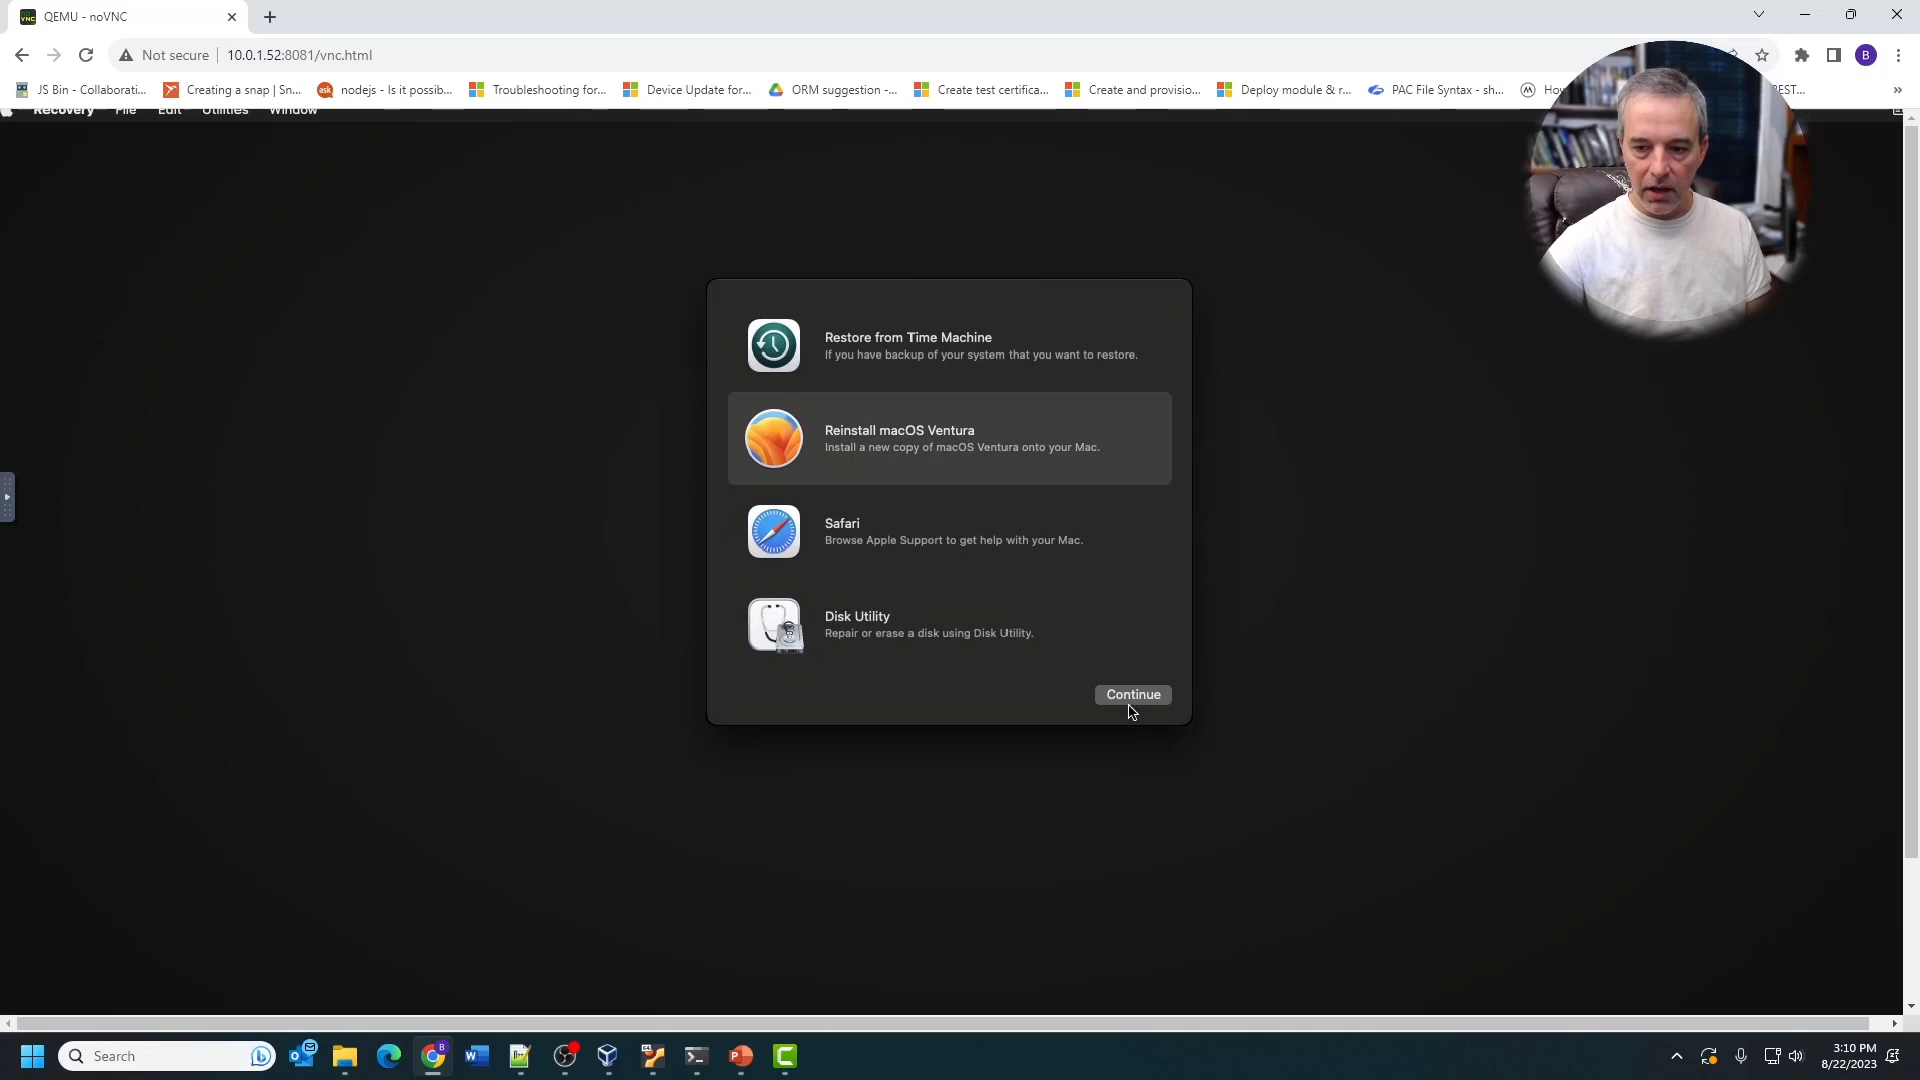 QEMU - noVNC
Not secure
10.0.1.52:8081/vnc.html
B
JS Bin - Collaborati...
Creating a snap | Sn...
ask
nodejs - Is it possib...
Troubleshooting for...
Device Update for...
ORM suggestion -...
Create test certifica...
Create and provisio...
Deploy module & r...
PAC File Syntax - sh...
EST...
Recovery File Edit Utilities Window
Restore from Time Machine
If you have backup of your system that you want to restore.
Reinstall macOS Ventura
Install a new copy of macOS Ventura onto your Mac.
Safari
Browse Apple Support to get help with your Mac.
Disk Utility
Repair or erase a disk using Disk Utility.
Continue
Search
3:10 PM
8/22/2023